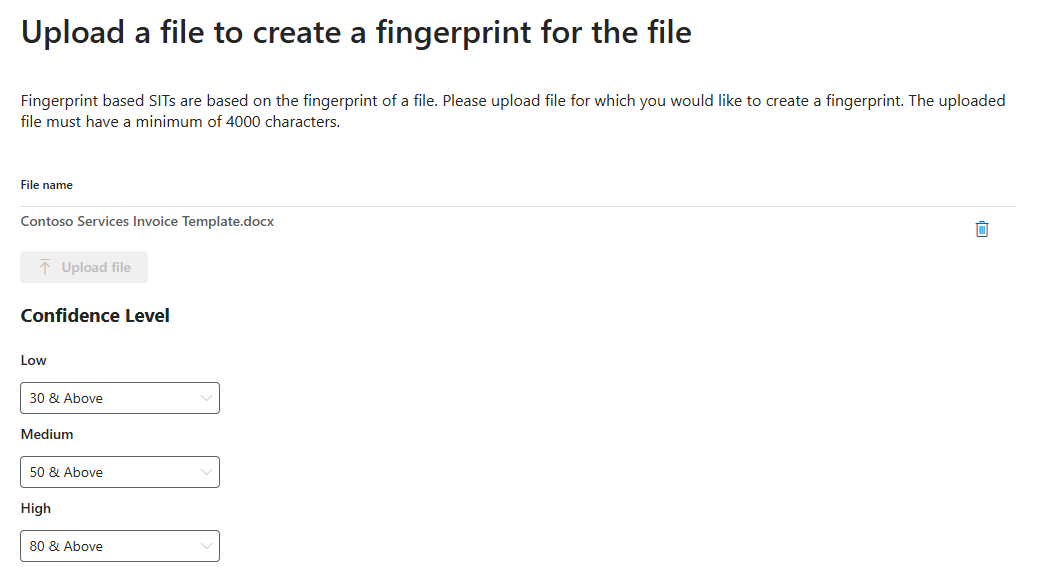 Upload a file to create a fingerprint for the file
Fingerprint based SITs are based on the fingerprint of a file. Please upload file for which you would like to create a fingerprint. The uploaded
file must have a minimum of 4000 characters.
File name
Contoso Services Invoice Template.docx
Upload file
Confidence Level
Low
30 & Above
Medium
50 & Above
High
80 & Above